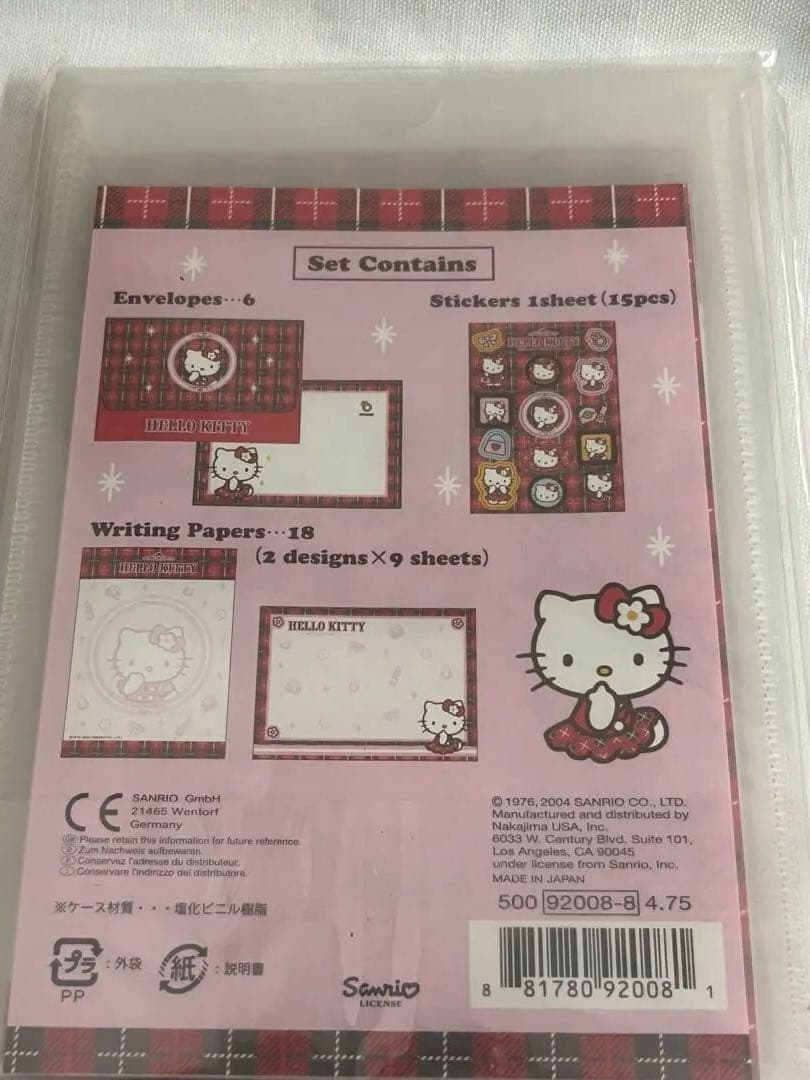 Set Contains
Envelopes…6
Stickers 1sheet(15pcs)
HELLO KITTY
HELLO KITTY
Writing Papers…18
(2 designs×9 sheets)
HELLO KITTY
HELLO KITTY
CE
SANRIO GmbH
21465 Wentorf
Germany
Please retain this information for future reference.
Zum Nachweis aufbewaren.
Conservez l'adresse du distributeur.
Conservare l'indirizzo del distributore.
© 1976, 2004 SANRIO CO., LTD.
Manufactured and distributed by
Nakajima USA, Inc.
6033 W. Century Blvd. Suite 101,
Los Angeles, CA 90045
under license from Sanrio, Inc.
MADE IN JAPAN
500 92008-8 4.75
※ケース材質・・・塩化ビニル樹脂
プラ:外袋
PP
紙:説明書
Sanrio
LICENSE
8 81780 92008 1